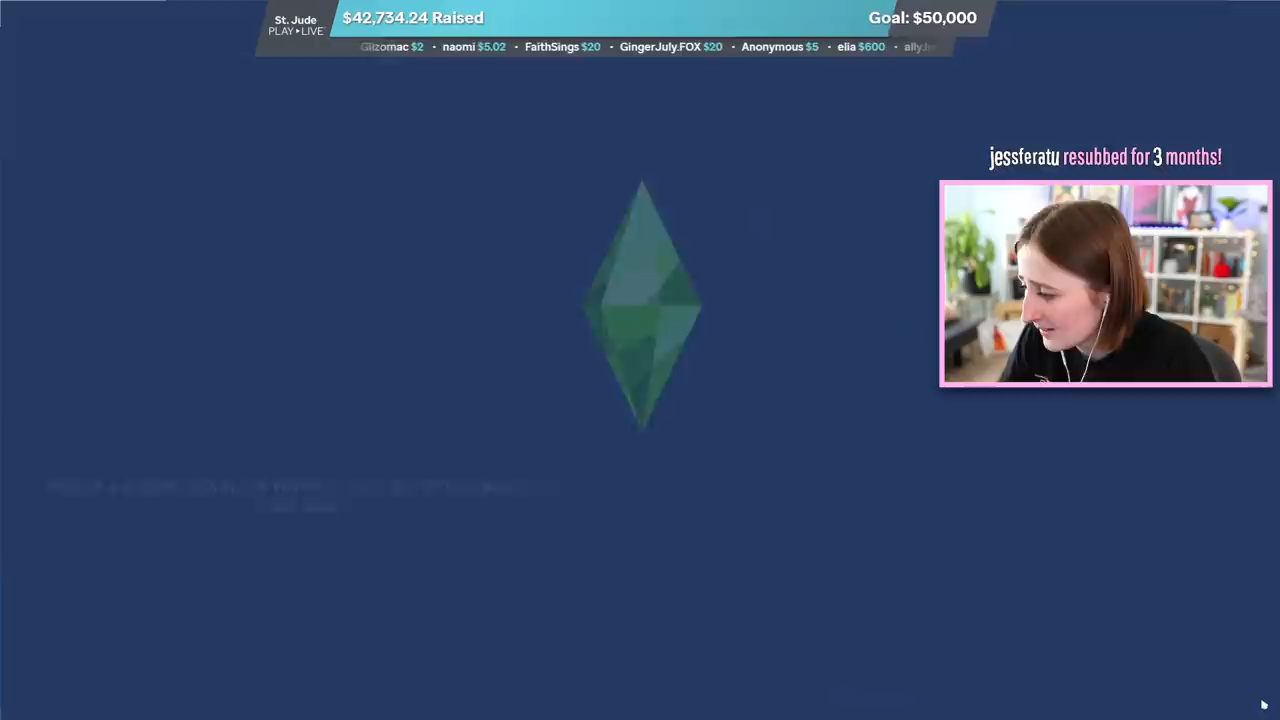 St. Jude
PLAY LIVE
$42,734.24 Raised
Goal: $50,000
Glizomac $2 · naomi $5.02 · FaithSings $20 · GingerJuly.FOX $20 · Anonymous $5 · elia $600
jessferatu resubbed for 3 months!